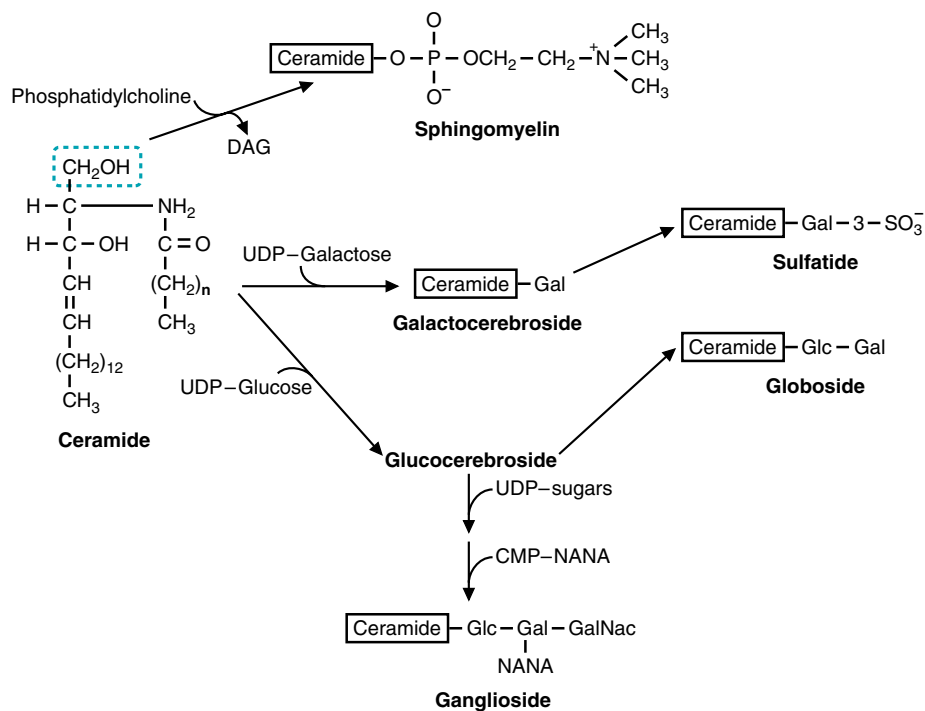 O
Ceramide–O–P–OCH2–CH2–N+–CH3
CH3
CH3
O−
Sphingomyelin
Phosphatidylcholine
DAG
CH2OH
H–C–NH2
H–C–OH C=O
CH (CH2)n
CH CH3
(CH2)12
CH3
Ceramide
UDP–Galactose
Ceramide–Gal
Galactocerebroside
Ceramide–Gal–3–SO3−
Sulfatide
UDP–Glucose
Ceramide–Glc–Gal
Globoside
Glucocerebroside
UDP–sugars
CMP–NANA
Ceramide–Glc–Gal–GalNac
NANA
Ganglioside